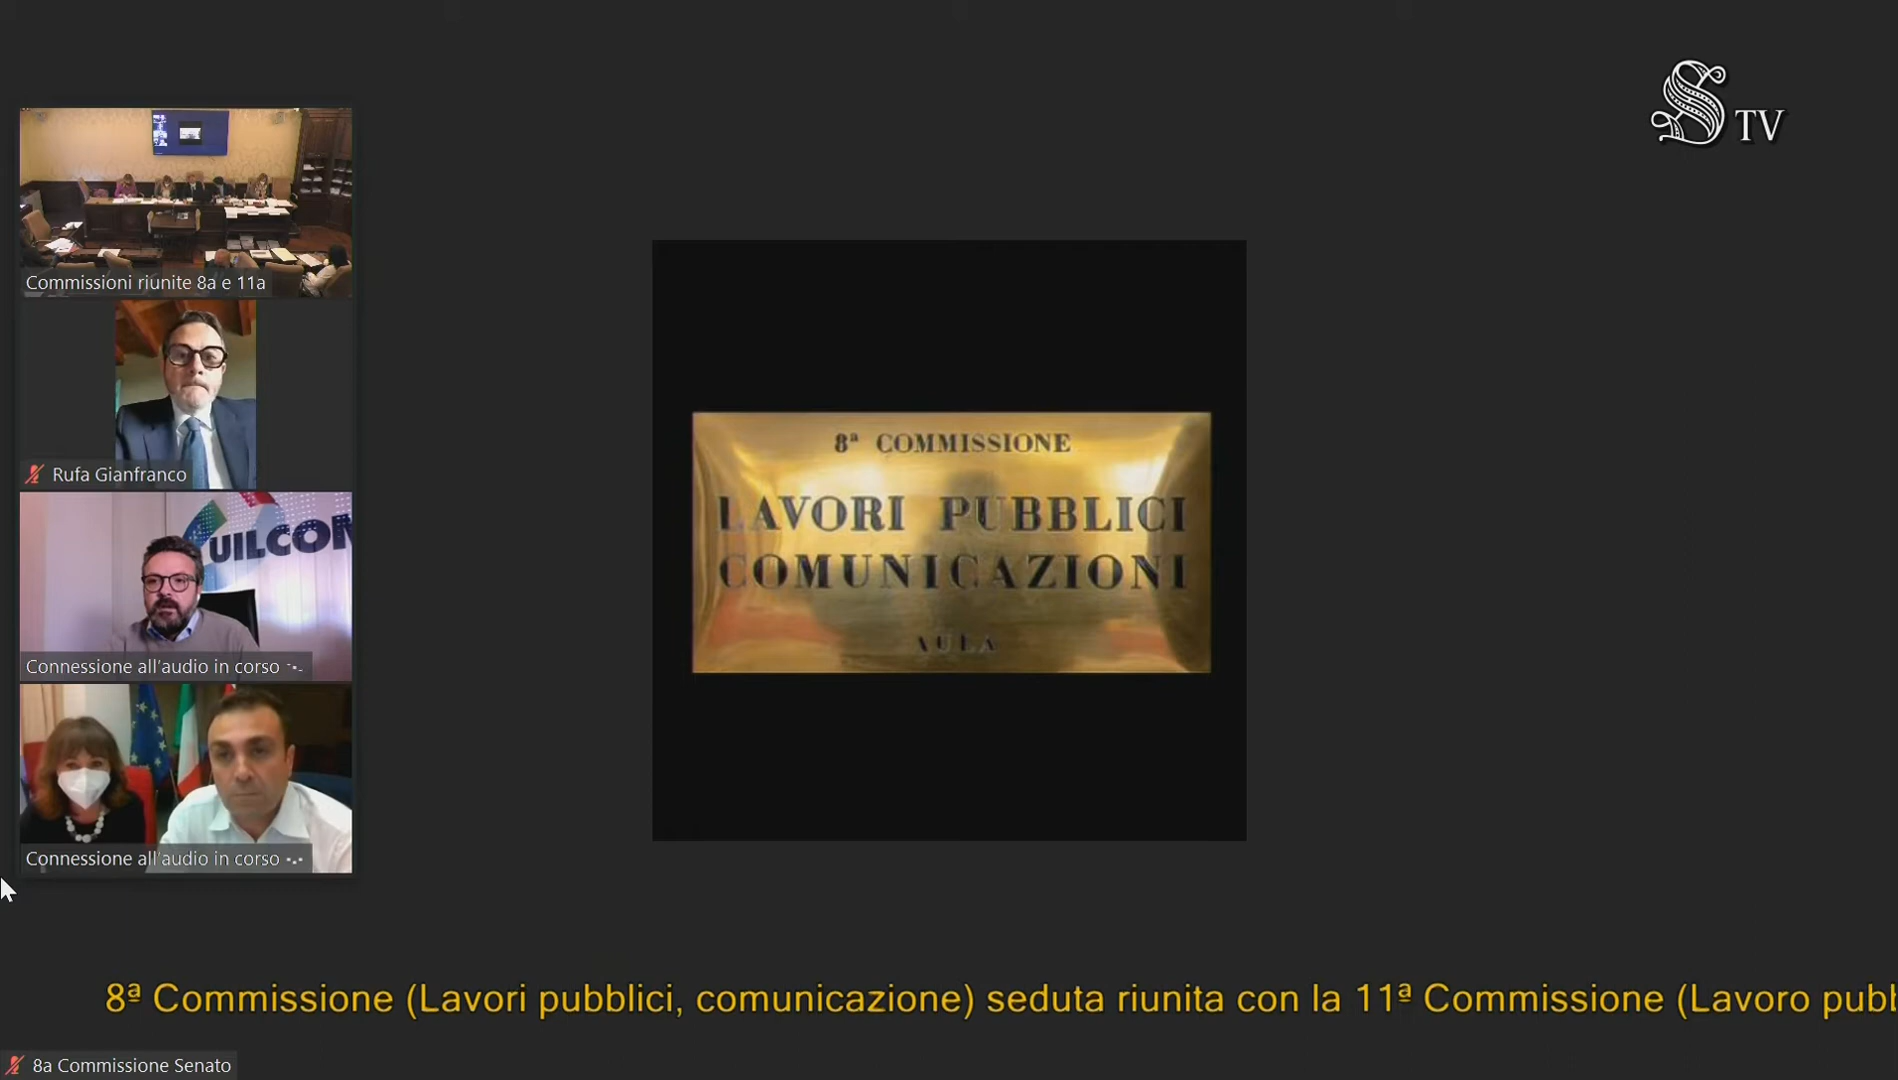 S TV
Commissioni riunite 8a e 11a
Rufa Gianfranco
UILCOM
Connessione all'audio in corso
Connessione all'audio in corso
8ª COMMISSIONE
LAVORI PUBBLICI
COMUNICAZIONI
AULA
8ª Commissione (Lavori pubblici, comunicazione) seduta riunita con la 11ª Commissione (Lavoro pubb
8a Commissione Senato